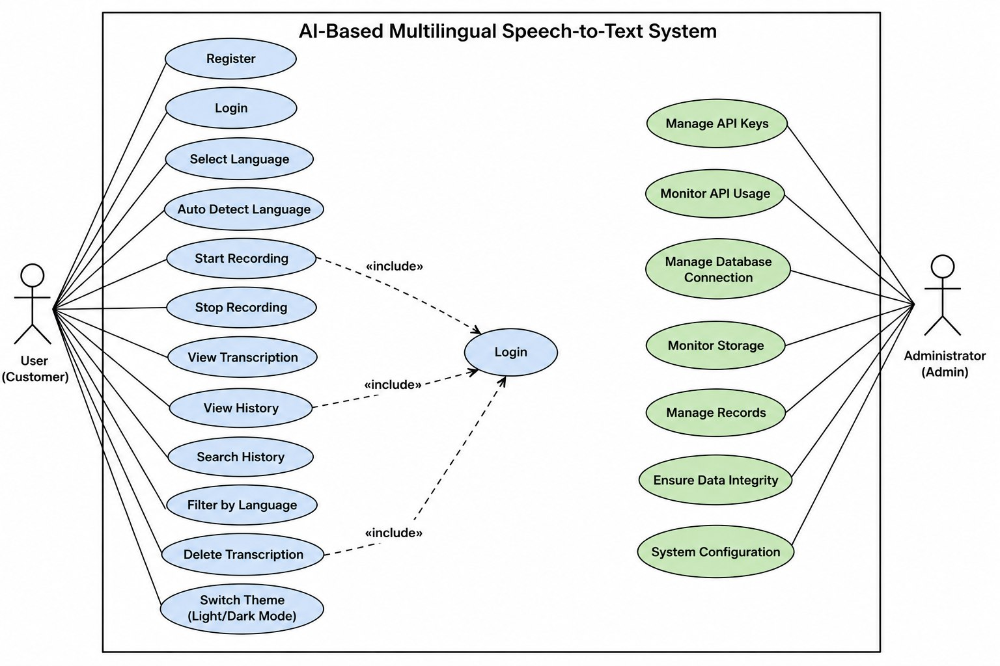 AI-Based Multilingual Speech-to-Text System
Register
Login
Select Language
Auto Detect Language
Start Recording
Stop Recording
View Transcription
View History
Search History
Filter by Language
Delete Transcription
Switch Theme
(Light/Dark Mode)
User
(Customer)
«include»
«include»
«include»
Login
Manage API Keys
Monitor API Usage
Manage Database
Connection
Monitor Storage
Manage Records
Ensure Data Integrity
System Configuration
Administrator
(Admin)